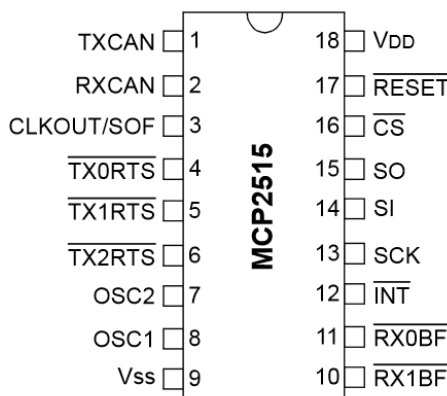 TXCAN 1 18 VDD
RXCAN 2 17 RESET
CLKOUT/SOF 3 16 CS
TX0RTS 4 15 SO
TX1RTS 5 14 SI
TX2RTS 6 13 SCK
OSC2 7 12 INT
OSC1 8 11 RX0BF
Vss 9 10 RX1BF
MCP2515